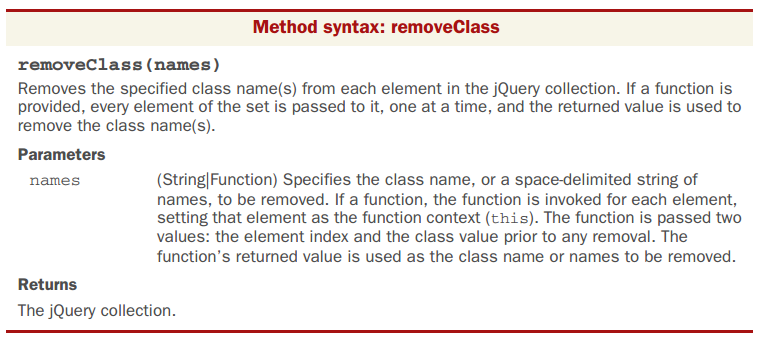 Method syntax: removeClass
removeClass(names)
Removes the specified class name(s) from each element in the jQuery collection. If a function is
provided, every element of the set is passed to it, one at a time, and the returned value is used to
remove the class name(s).
Parameters
names (String|Function) Specifies the class name, or a space-delimited string of
names, to be removed. If a function, the function is invoked for each element,
setting that element as the function context (this). The function is passed two
values: the element index and the class value prior to any removal. The
function’s returned value is used as the class name or names to be removed.
Returns
The jQuery collection.